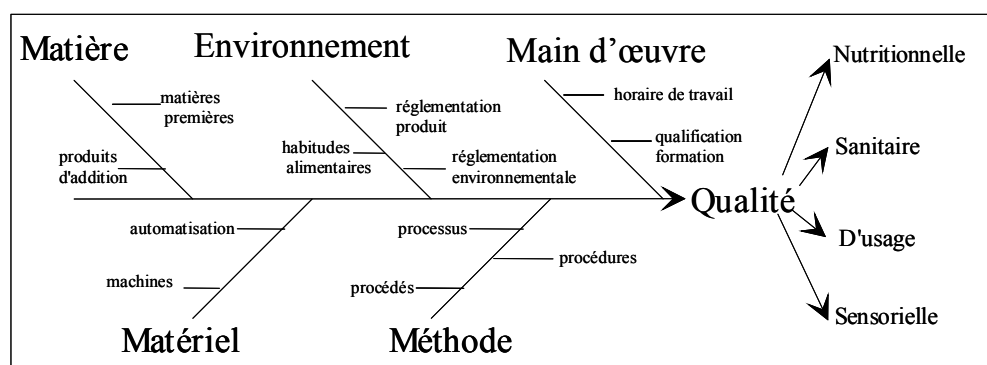 Matière
Environnement
Main d'œuvre
Nutritionnelle
matières
premières
réglementation
produit
horaire de travail
habitudes
alimentaires
qualification
formation
Sanitaire
produits
d'addition
réglementation
environnementale
Qualité
automatisation
processus
D'usage
procédures
machines
procédés
Sensorielle
Matériel
Méthode